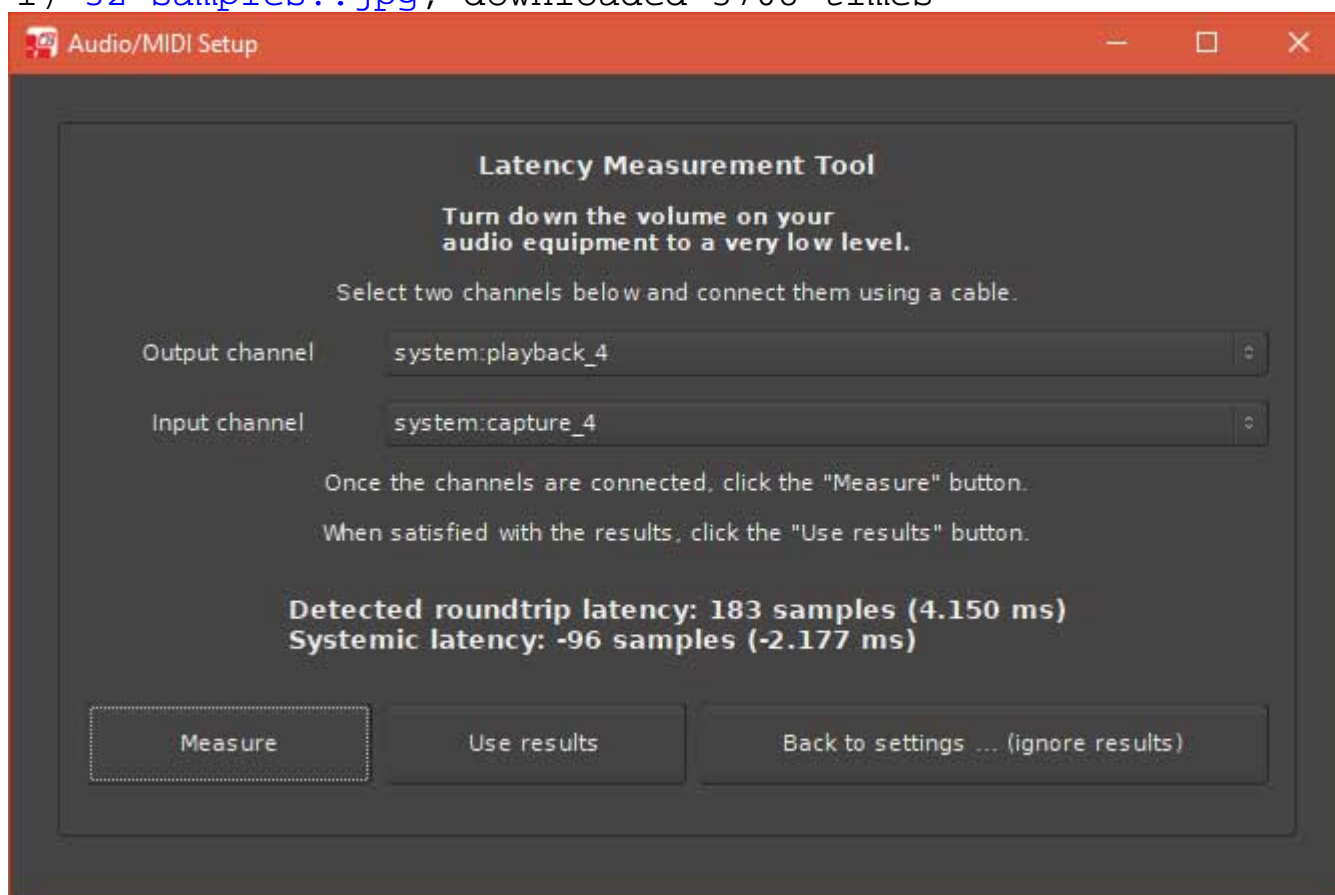 Audio/MIDI Setup
Latency Measurement Tool
Turn down the volume on your
audio equipment to a very low level.
Select two channels below and connect them using a cable.
Output channel system:playback_4
Input channel system:capture_4
Once the channels are connected, click the "Measure" button.
When satisfied with the results, click the "Use results" button.
Detected roundtrip latency: 183 samples (4.150 ms)
Systemic latency: -96 samples (-2.177 ms)
Measure Use results Back to settings ... (ignore results)